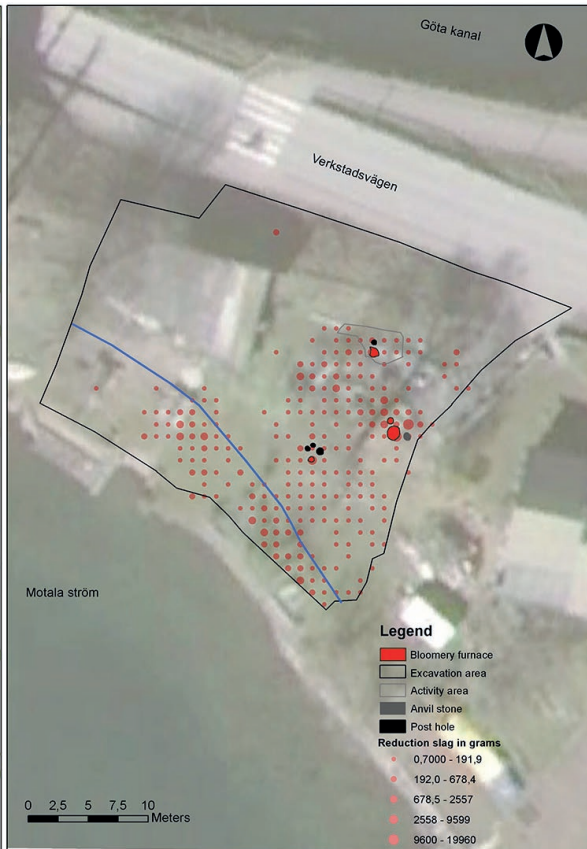 Göta kanal
Verkstadsvägen
Motala ström
Legend
Bloomery furnace
Excavation area
Activity area
Anvil stone
Post hole
Reduction slag in grams
0,7000 - 191,9
192,0 - 678,4
678,5 - 2557
2558 - 9599
9600 - 19960
0 2,5 5 7,5 10
Meters